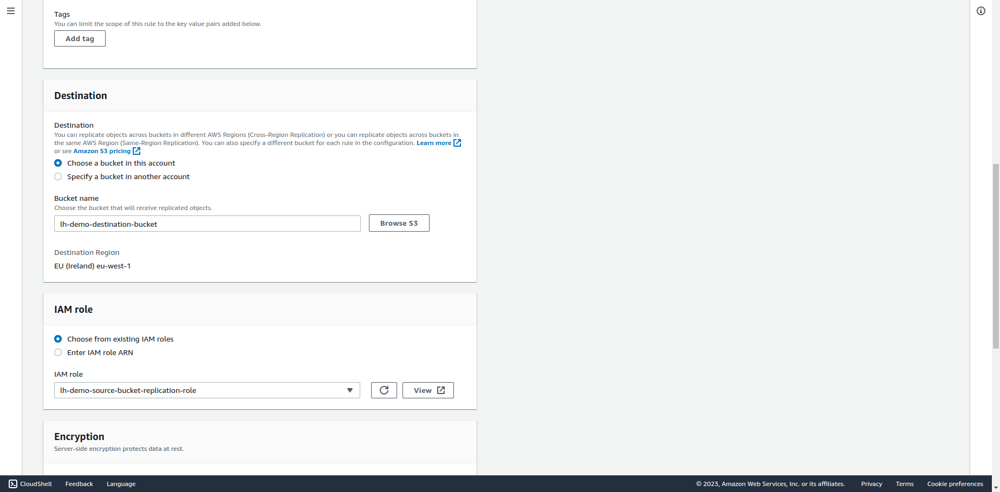 Tags
You can limit the scope of this rule to the key value pairs added below.
Add tag
Destination
Destination
You can replicate objects across buckets in different AWS Regions (Cross-Region Replication) or you can replicate objects across buckets in
the same AWS Region (Same-Region Replication). You can also specify a different bucket for each rule in the configuration. Learn more
or see Amazon S3 pricing
Choose a bucket in this account
Specify a bucket in another account
Bucket name
Choose the bucket that will receive replicated objects.
lh-demo-destination-bucket
Browse S3
Destination Region
EU (Ireland) eu-west-1
IAM role
Choose from existing IAM roles
Enter IAM role ARN
IAM role
lh-demo-source-bucket-replication-role
View
Encryption
Server-side encryption protects data at rest.
CloudShell Feedback Language © 2023, Amazon Web Services, Inc. or its affiliates. Privacy Terms Cookie preferences